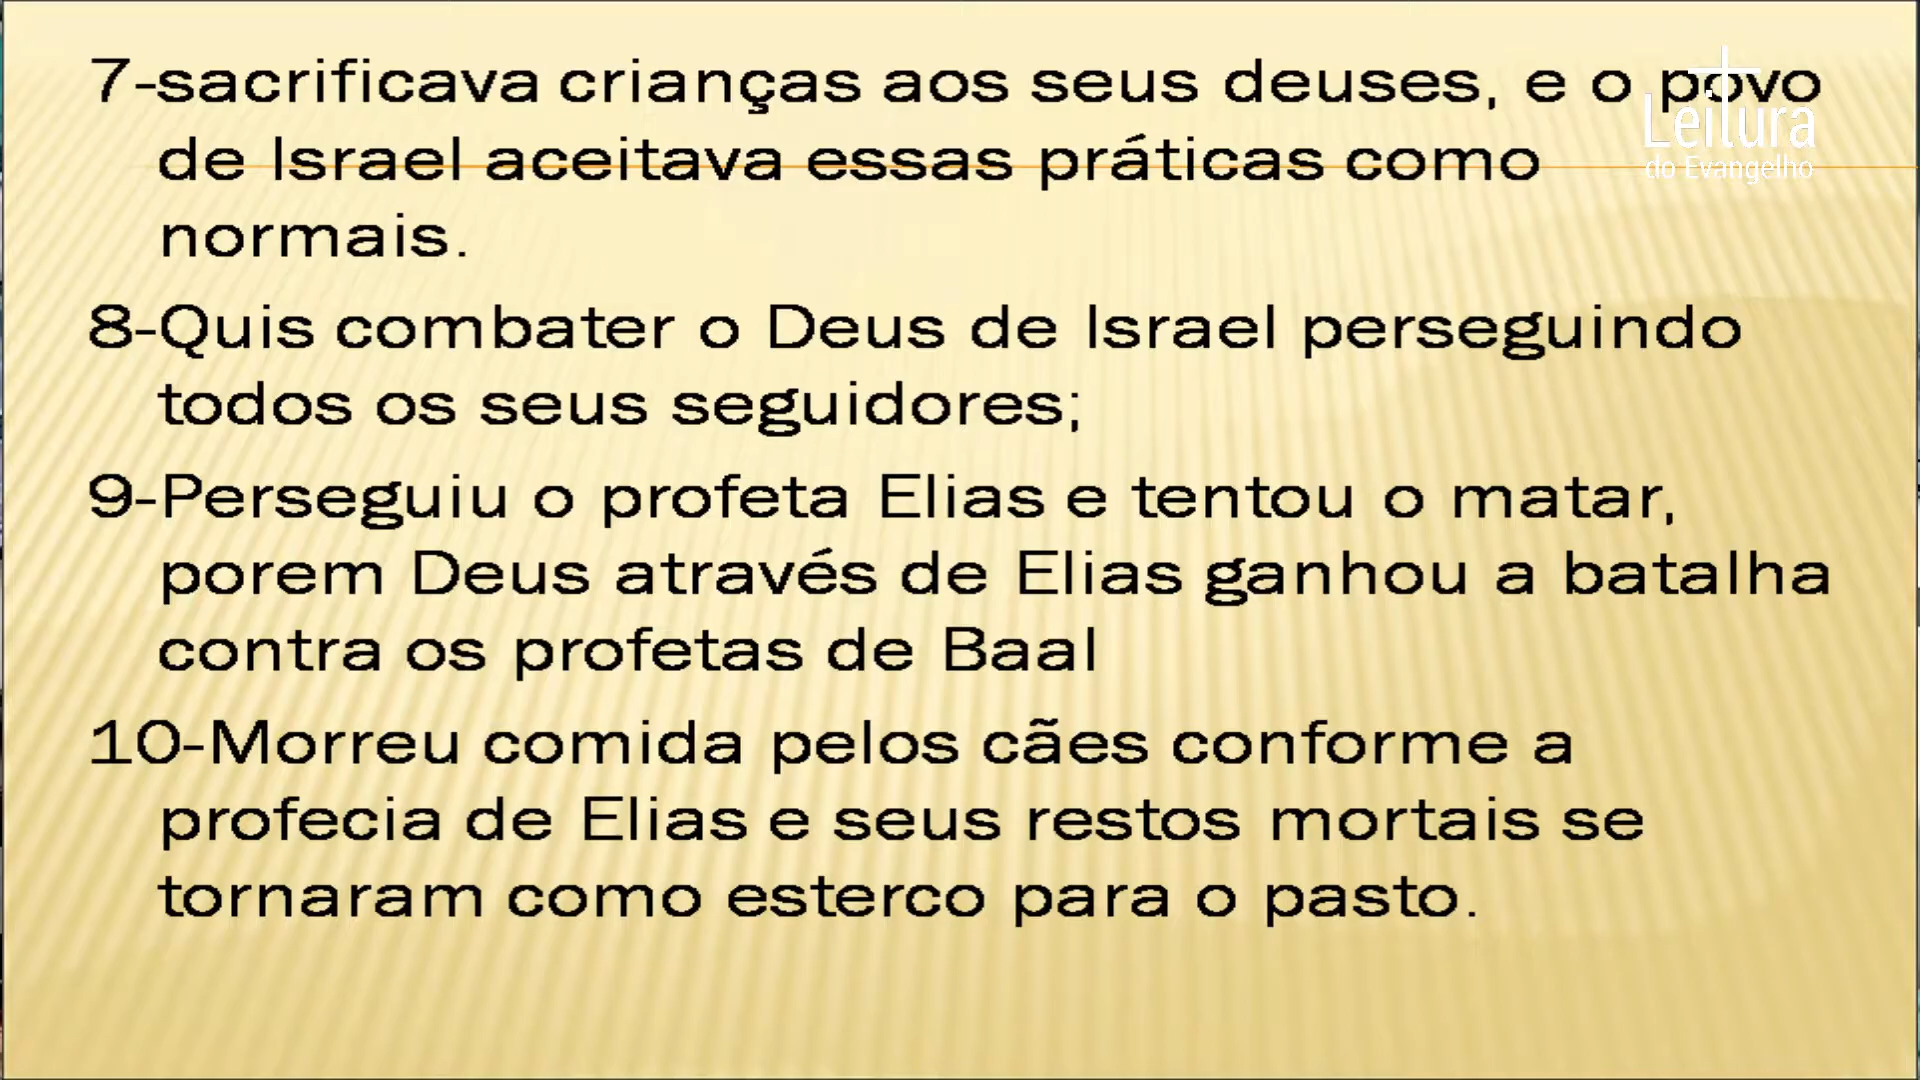 7-sacrificava crianças aos seus deuses, e o povo
de Israel aceitava essas práticas como
normais.
8-Quis combater o Deus de Israel perseguindo
todos os seus seguidores;
9-Perseguiu o profeta Elias e tentou o matar,
porem Deus através de Elias ganhou a batalha
contra os profetas de Baal
10-Morreu comida pelos cães conforme a
profecia de Elias e seus restos mortais se
tornaram como esterco para o pasto.
Leitura
do Evangelho